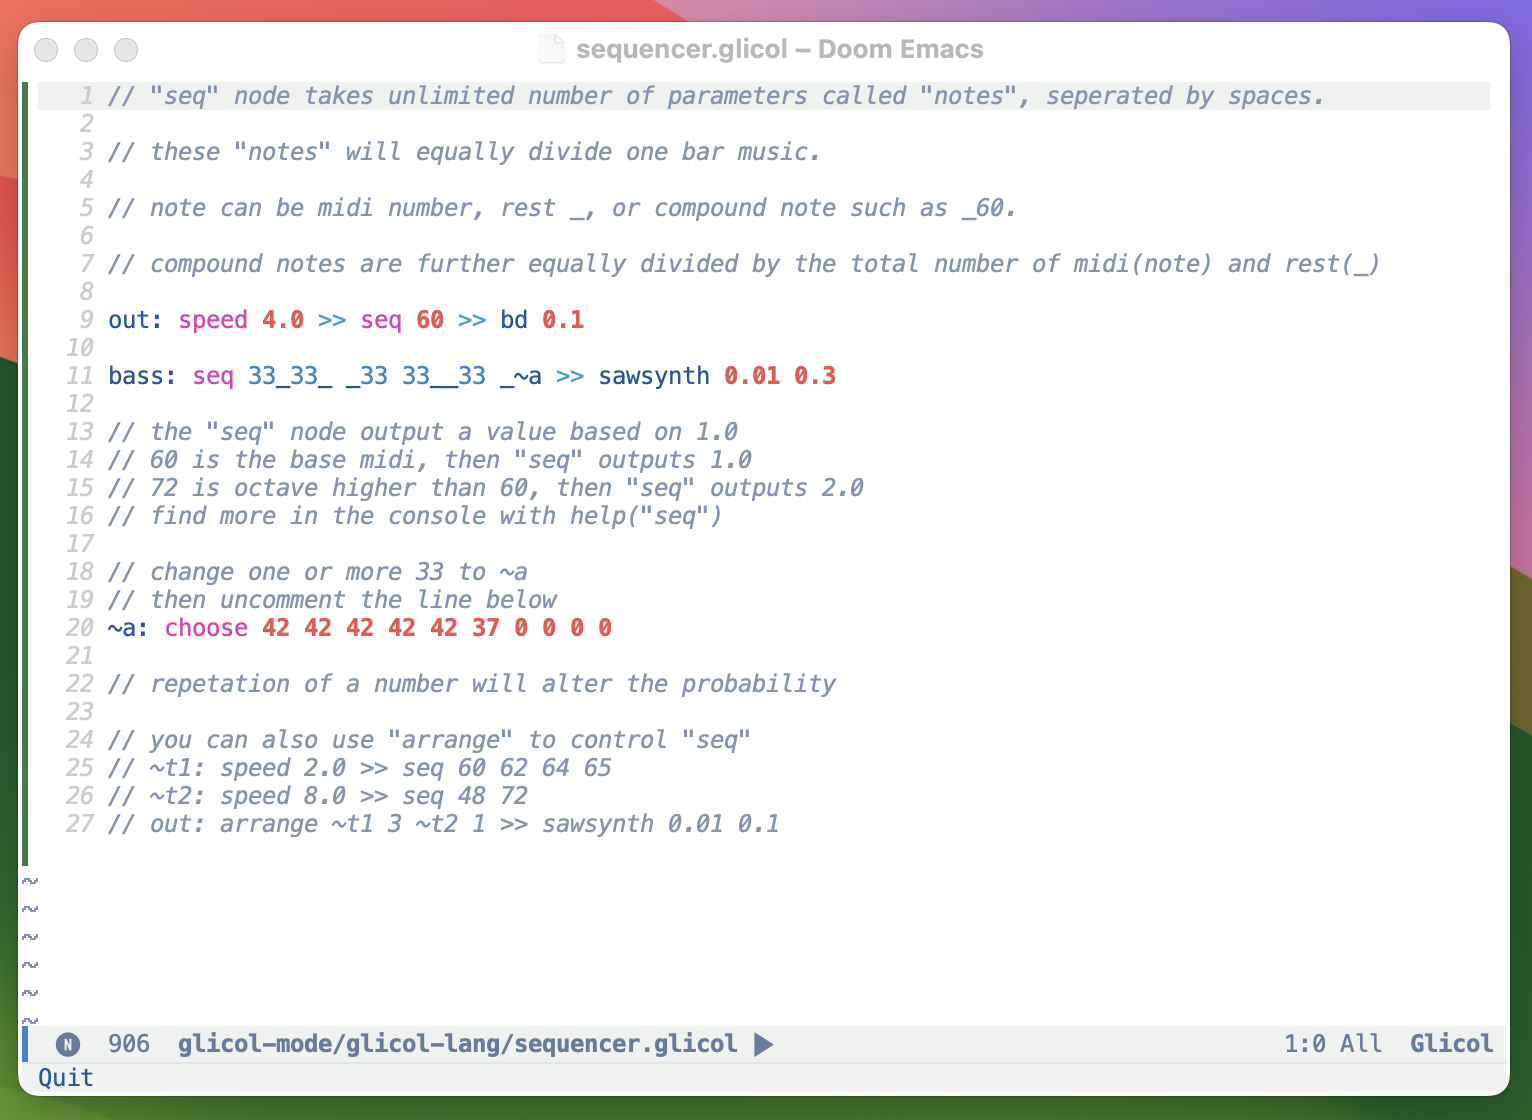 sequencer.glicol – Doom Emacs
1 // "seq" node takes unlimited number of parameters called "notes", seperated by spaces.
2
3 // these "notes" will equally divide one bar music.
4
5 // note can be midi number, rest _, or compound note such as _60.
6
7 // compound notes are further equally divided by the total number of midi(note) and rest(_)
8
9 out: speed 4.0 >> seq 60 >> bd 0.1
10
11 bass: seq 33_33_ _33 33__33 _~a >> sawsynth 0.01 0.3
12
13 // the "seq" node output a value based on 1.0
14 // 60 is the base midi, then "seq" outputs 1.0
15 // 72 is octave higher than 60, then "seq" outputs 2.0
16 // find more in the console with help("seq")
17
18 // change one or more 33 to ~a
19 // then uncomment the line below
20 ~a: choose 42 42 42 42 42 37 0 0 0 0
21
22 // repetation of a number will alter the probability
23
24 // you can also use "arrange" to control "seq"
25 // ~t1: speed 2.0 >> seq 60 62 64 65
26 // ~t2: speed 8.0 >> seq 48 72
27 // out: arrange ~t1 3 ~t2 1 >> sawsynth 0.01 0.1
~
~
~
~
~
~
N 906 glicol-mode/glicol-lang/sequencer.glicol 1:0 All Glicol
Quit